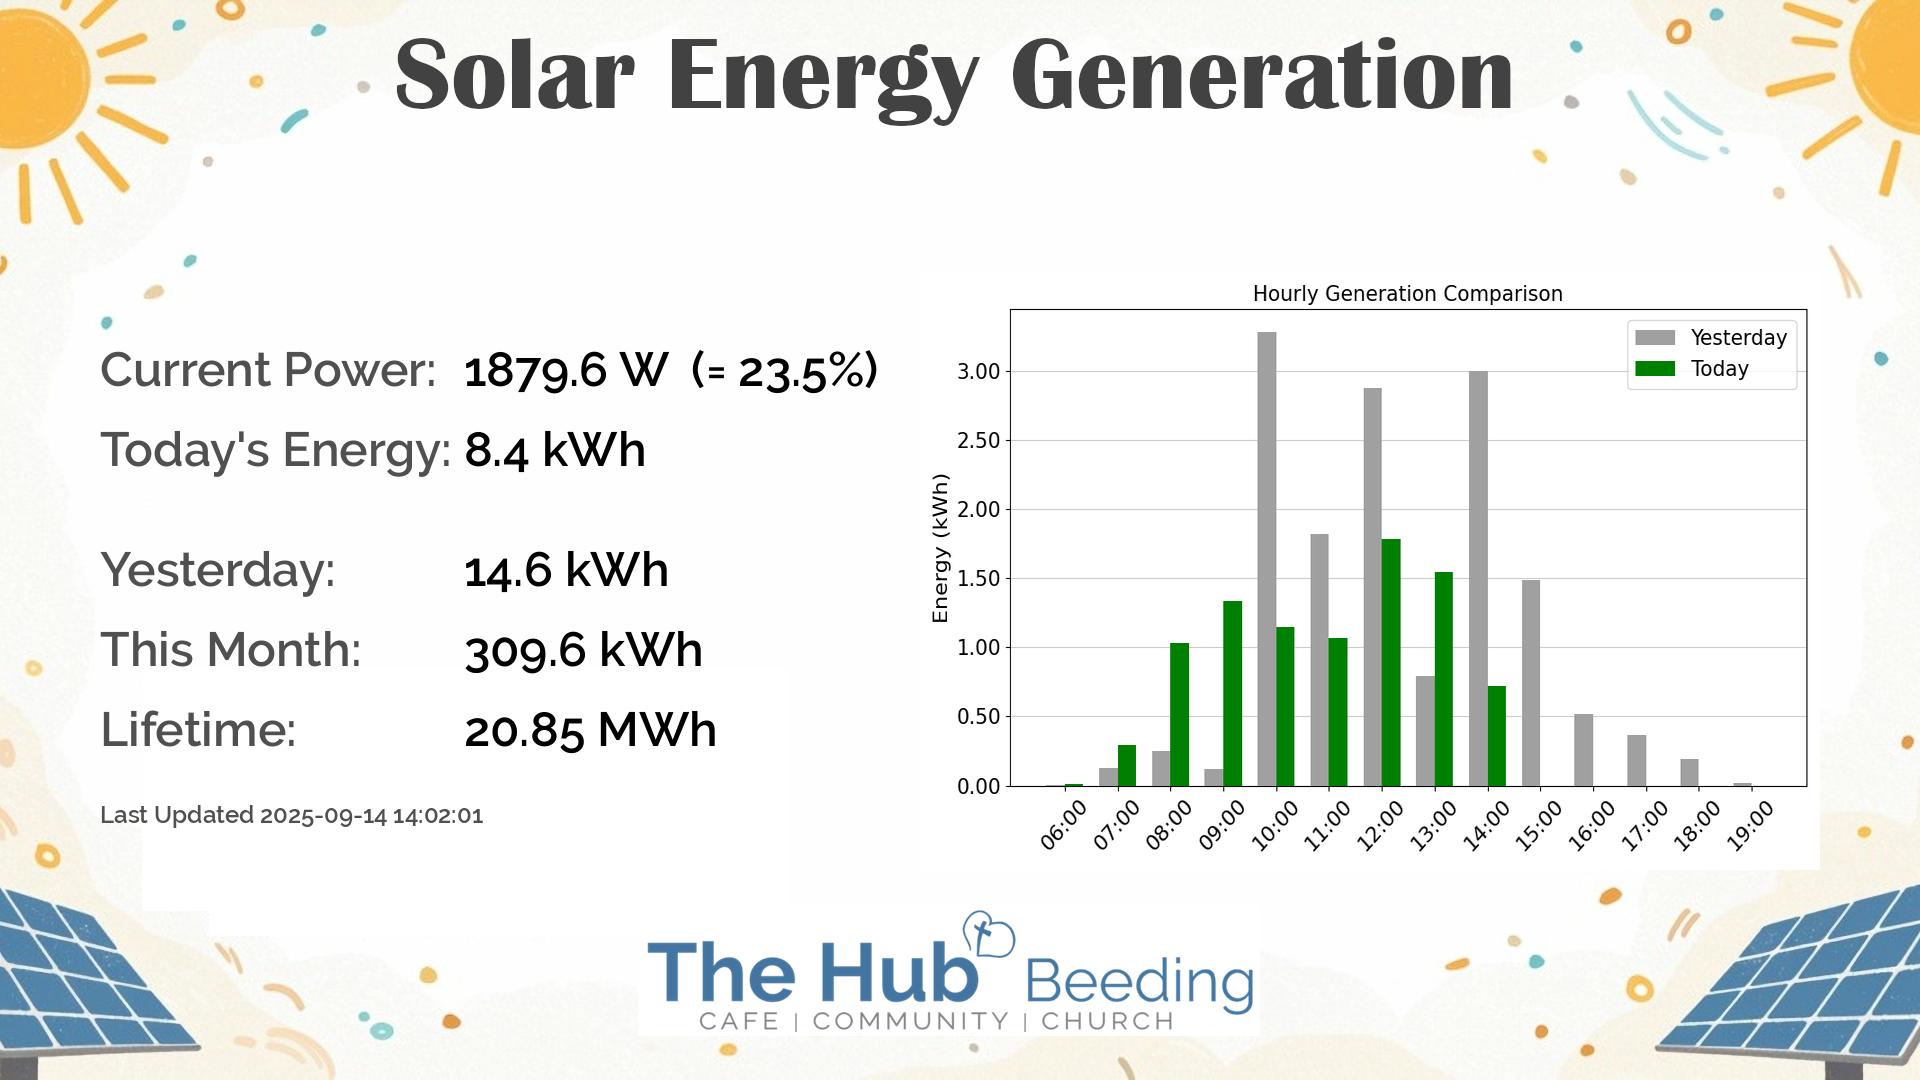 Solar Energy Generation
Current Power: 1879.6 W (= 23.5%)
Today's Energy: 8.4 kWh
Yesterday: 14.6 kWh
This Month: 309.6 kWh
Lifetime: 20.85 MWh
Last Updated 2025-09-14 14:02:01
Hourly Generation Comparison
Yesterday
Today
Energy (kWh)
3.00
2.50
2.00
1.50
1.00
0.50
0.00
06:00 07:00 08:00 09:00 10:00 11:00 12:00 13:00 14:00 15:00 16:00 17:00 18:00 19:00
The Hub Beeding
CAFE | COMMUNITY | CHURCH